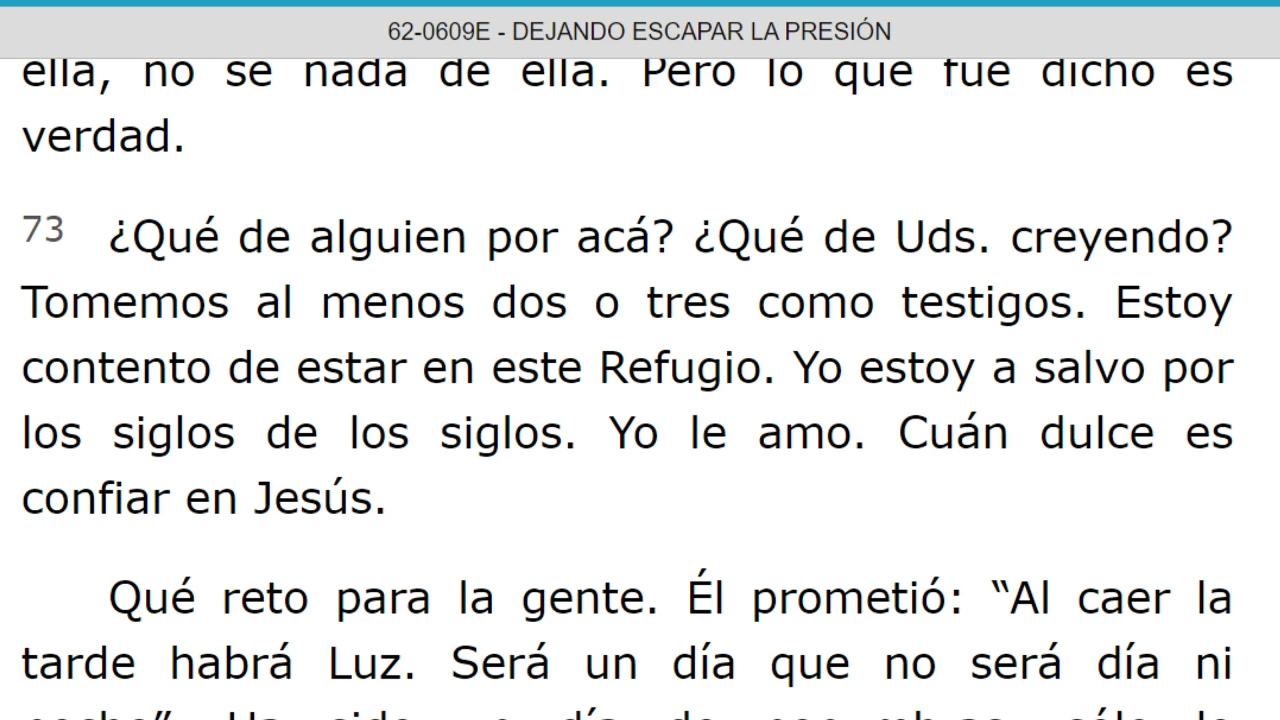 62-0609E - DEJANDO ESCAPAR LA PRESIÓN
ella, no se nada de ella. Pero lo que fue dicho es
verdad.
73 ¿Qué de alguien por acá? ¿Qué de Uds. creyendo?
Tomemos al menos dos o tres como testigos. Estoy
contento de estar en este Refugio. Yo estoy a salvo por
los siglos de los siglos. Yo le amo. Cuán dulce es
confiar en Jesús.
Qué reto para la gente. Él prometió: “Al caer la
tarde habrá Luz. Será un día que no será día ni